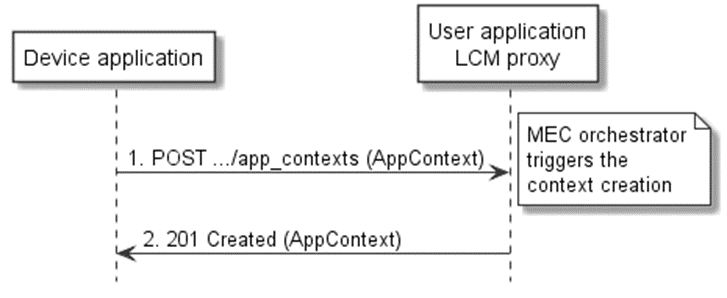 Device application
User application
LCM proxy
MEC orchestrator
triggers the
context creation
1. POST .../app_contexts (AppContext)
2. 201 Created (AppContext)